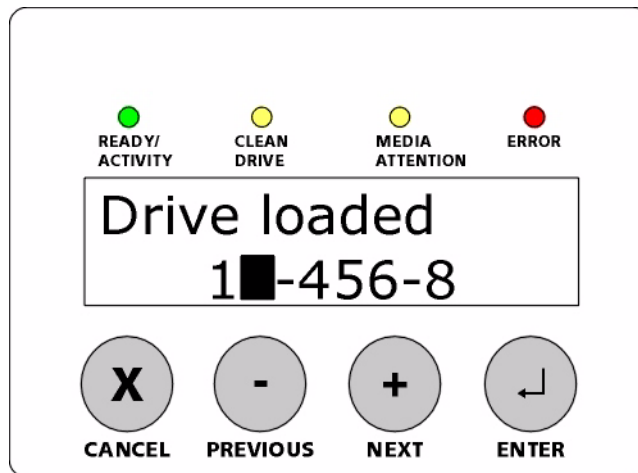 READY/ CLEAN MEDIA ERROR
ACTIVITY DRIVE ATTENTION
Drive loaded
1■-456-8
X - + ↵
CANCEL PREVIOUS NEXT ENTER